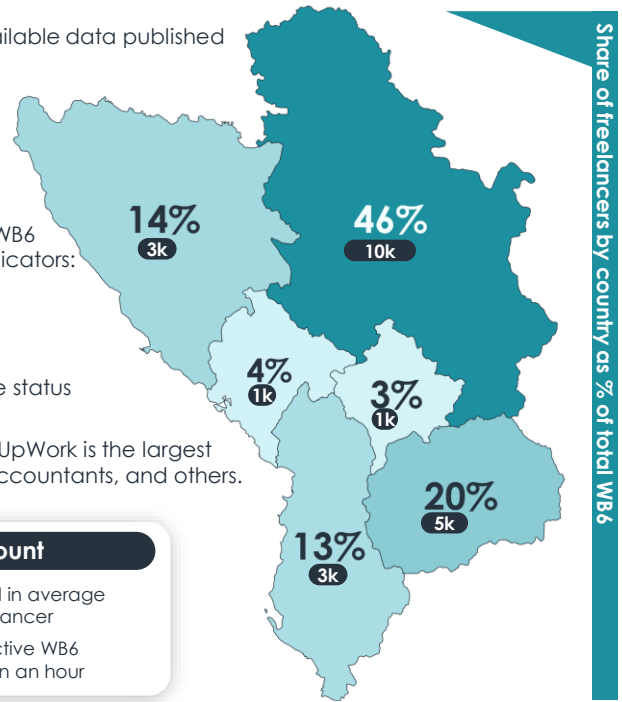 ailable data published
WB6
icators:
e status
UpWork is the largest
ccountants, and others.
ount
in average
ancer
ctive WB6
n an hour
14%
3k
46%
10k
4%
1k
3%
1k
20%
5k
13%
3k
Share of freelancers by country as % of total WB6